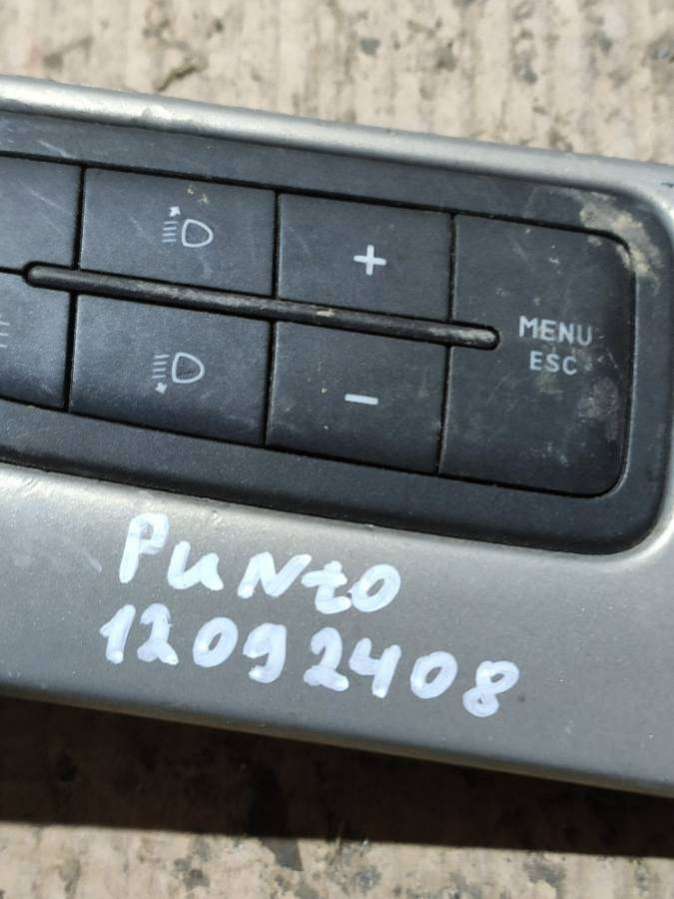 +
MENU
ESC
-
PuNtO
12092408